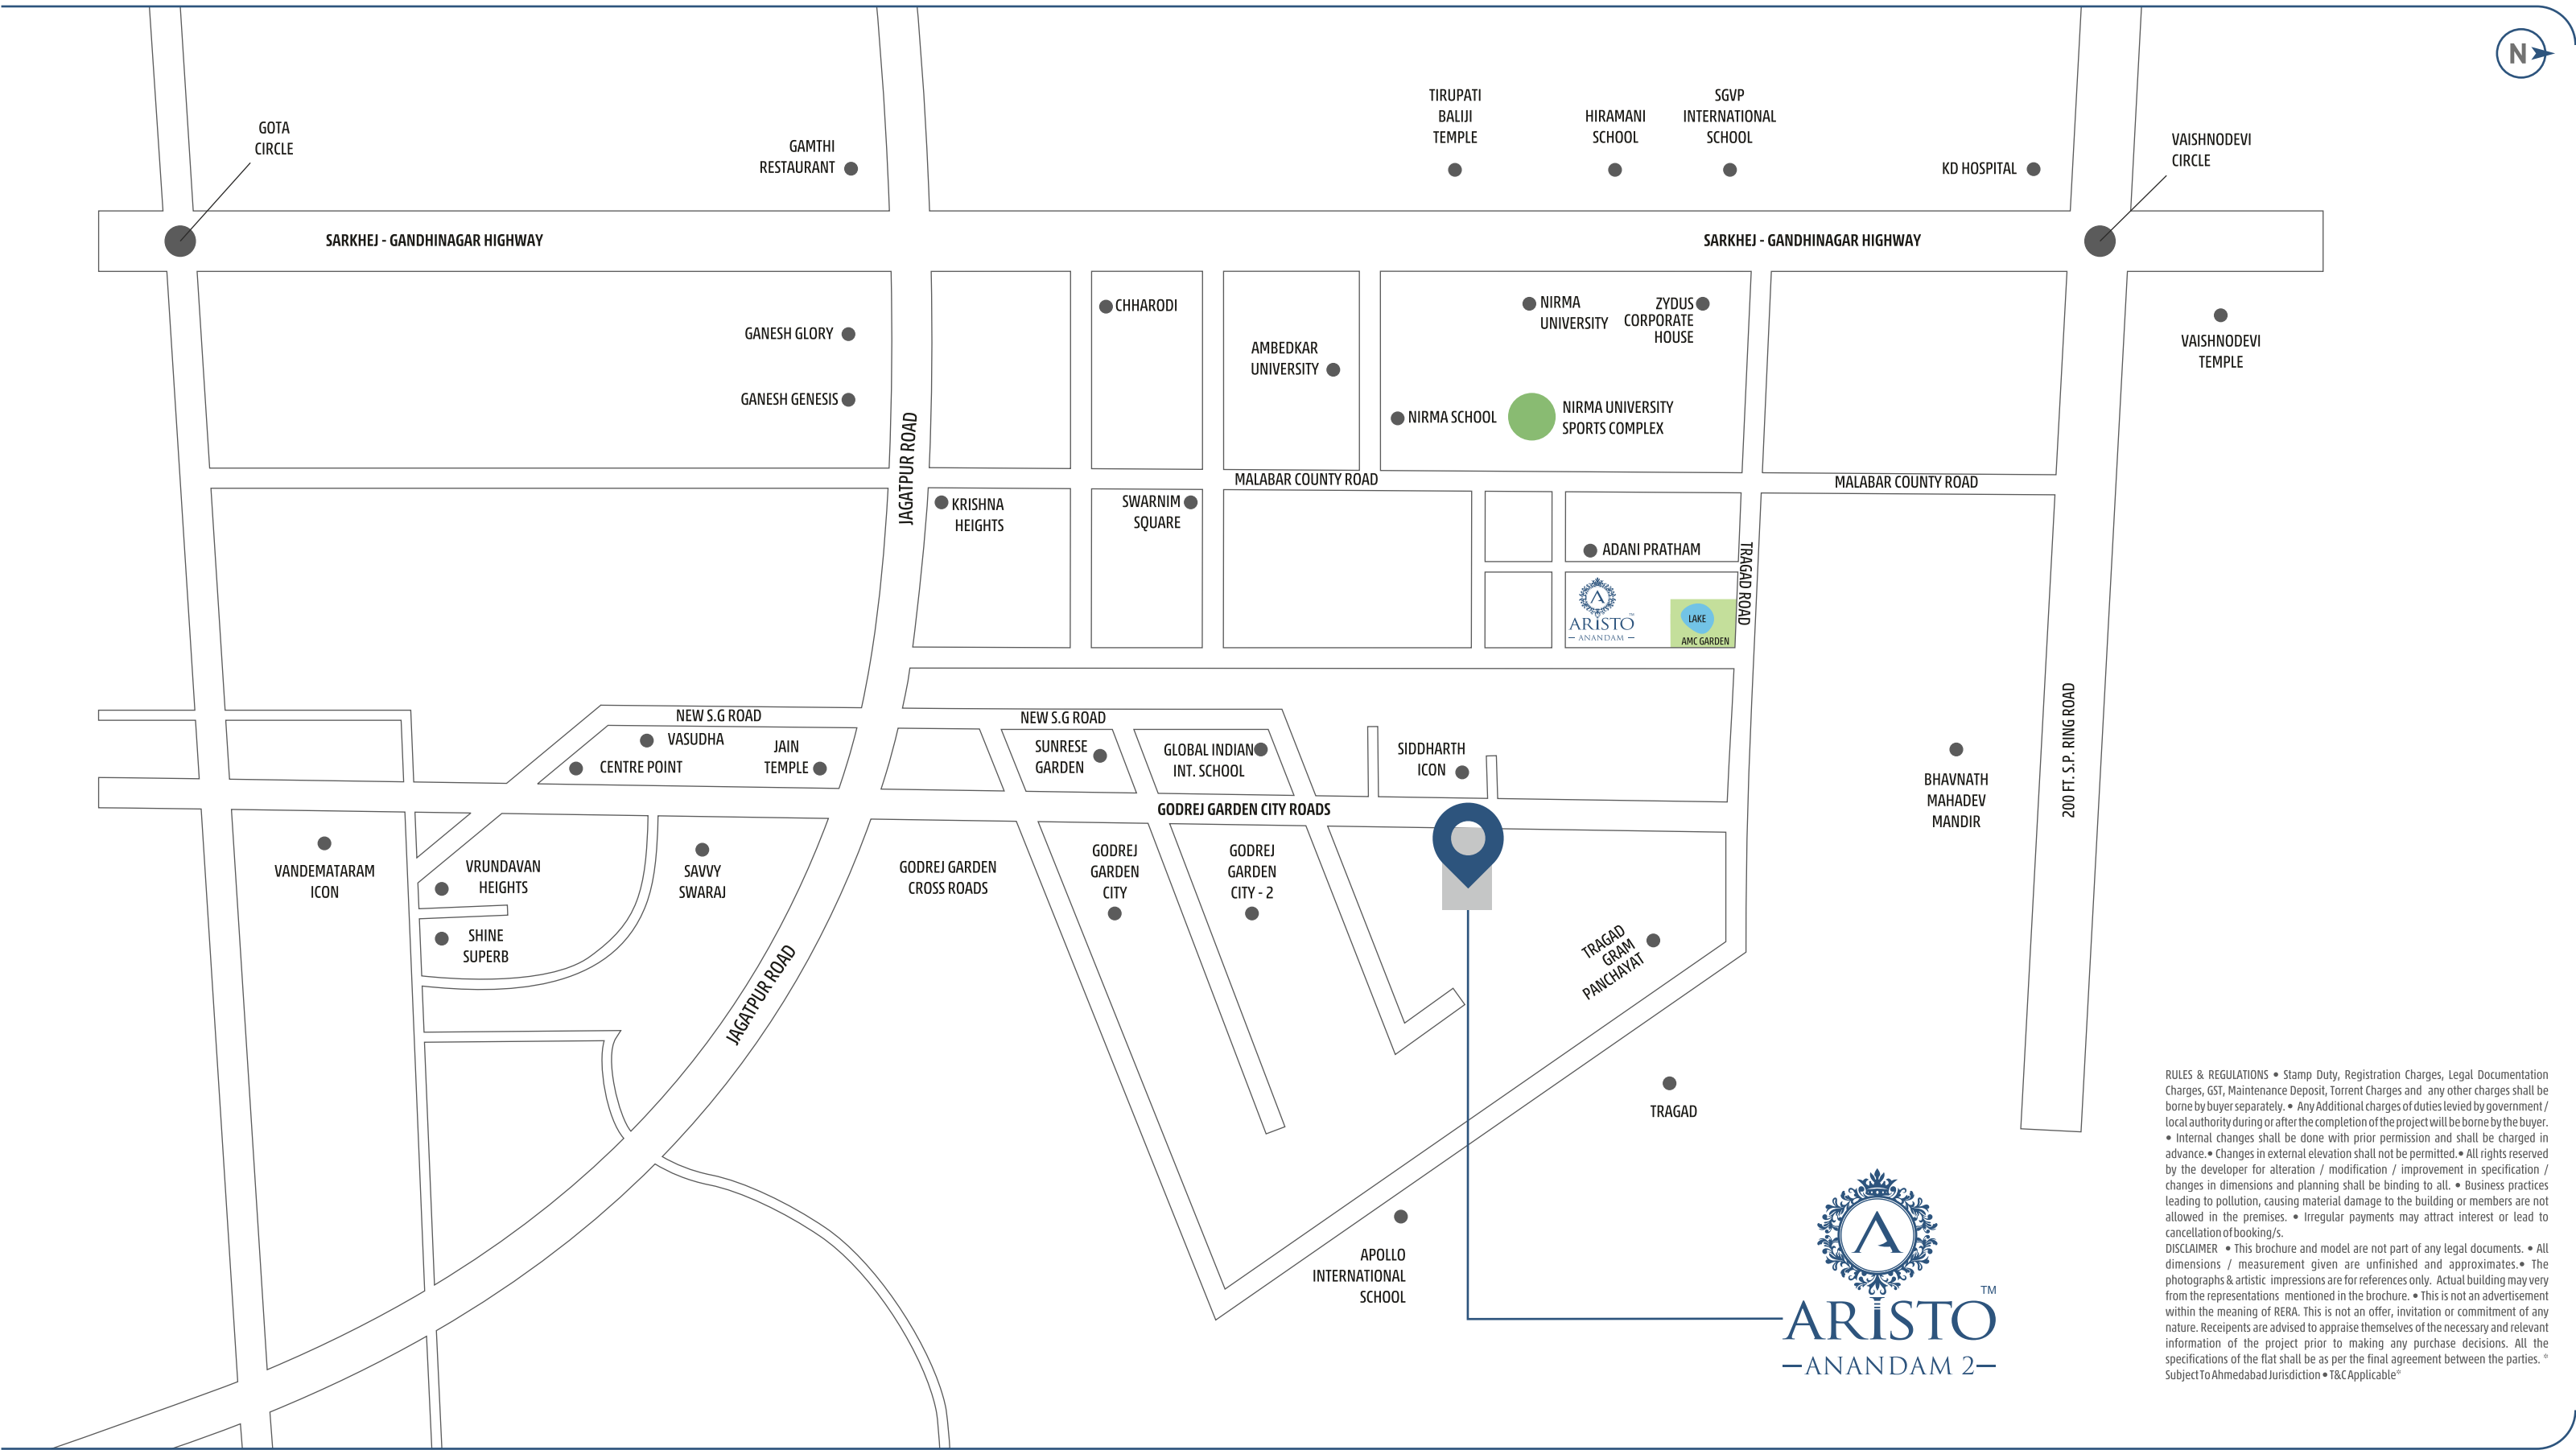 N
TIRUPATI
BALIJI
TEMPLE
HIRAMANI
SCHOOL
SGVP
INTERNATIONAL
SCHOOL
GOTA
CIRCLE
GAMTHI
RESTAURANT
KD HOSPITAL
VAISHNODEVI
CIRCLE
SARKHEJ - GANDHINAGAR HIGHWAY
SARKHEJ - GANDHINAGAR HIGHWAY
CHHARODI
NIRMA
UNIVERSITY
ZYDUS
CORPORATE
HOUSE
GANESH GLORY
AMBEDKAR
UNIVERSITY
VAISHNODEVI
TEMPLE
GANESH GENESIS
NIRMA SCHOOL
NIRMA UNIVERSITY
SPORTS COMPLEX
JAGATPUR ROAD
MALABAR COUNTY ROAD
MALABAR COUNTY ROAD
KRISHNA
HEIGHTS
SWARNIM
SQUARE
ADANI PRATHAM
TRAGAD ROAD
A
ARISTO
TM
– ANANDAM –
LAKE
AMC GARDEN
NEW S.G ROAD
NEW S.G ROAD
VASUDHA
CENTRE POINT
JAIN
TEMPLE
SUNRESE
GARDEN
GLOBAL INDIAN
INT. SCHOOL
SIDDHARTH
ICON
BHAVNATH
MAHADEV
MANDIR
200 FT. S.P. RING ROAD
GODREJ GARDEN CITY ROADS
VANDEMATARAM
ICON
VRUNDAVAN
HEIGHTS
SAVVY
SWARAJ
GODREJ GARDEN
CROSS ROADS
GODREJ
GARDEN
CITY
GODREJ
GARDEN
CITY - 2
SHINE
SUPERB
JAGATPUR ROAD
TRAGAD
GRAM
PANCHAYAT
TRAGAD
APOLLO
INTERNATIONAL
SCHOOL
A
TM
ARISTO
–ANANDAM 2–
RULES & REGULATIONS • Stamp Duty, Registration Charges, Legal Documentation
Charges, GST, Maintenance Deposit, Torrent Charges and any other charges shall be
borne by buyer separately. • Any Additional charges of duties levied by government /
local authority during or after the completion of the project will be borne by the buyer.
• Internal changes shall be done with prior permission and shall be charged in
advance.• Changes in external elevation shall not be permitted.• All rights reserved
by the developer for alteration / modification / improvement in specification /
changes in dimensions and planning shall be binding to all. • Business practices
leading to pollution, causing material damage to the building or members are not
allowed in the premises. • Irregular payments may attract interest or lead to
cancellation of booking/s.
DISCLAIMER • This brochure and model are not part of any legal documents. • All
dimensions / measurement given are unfinished and approximates.• The
photographs & artistic impressions are for references only. Actual building may very
from the representations mentioned in the brochure. • This is not an advertisement
within the meaning of RERA. This is not an offer, invitation or commitment of any
nature. Receipents are advised to appraise themselves of the necessary and relevant
information of the project prior to making any purchase decisions. All the
specifications of the flat shall be as per the final agreement between the parties. *
Subject To Ahmedabad Jurisdiction • T&C Applicable*